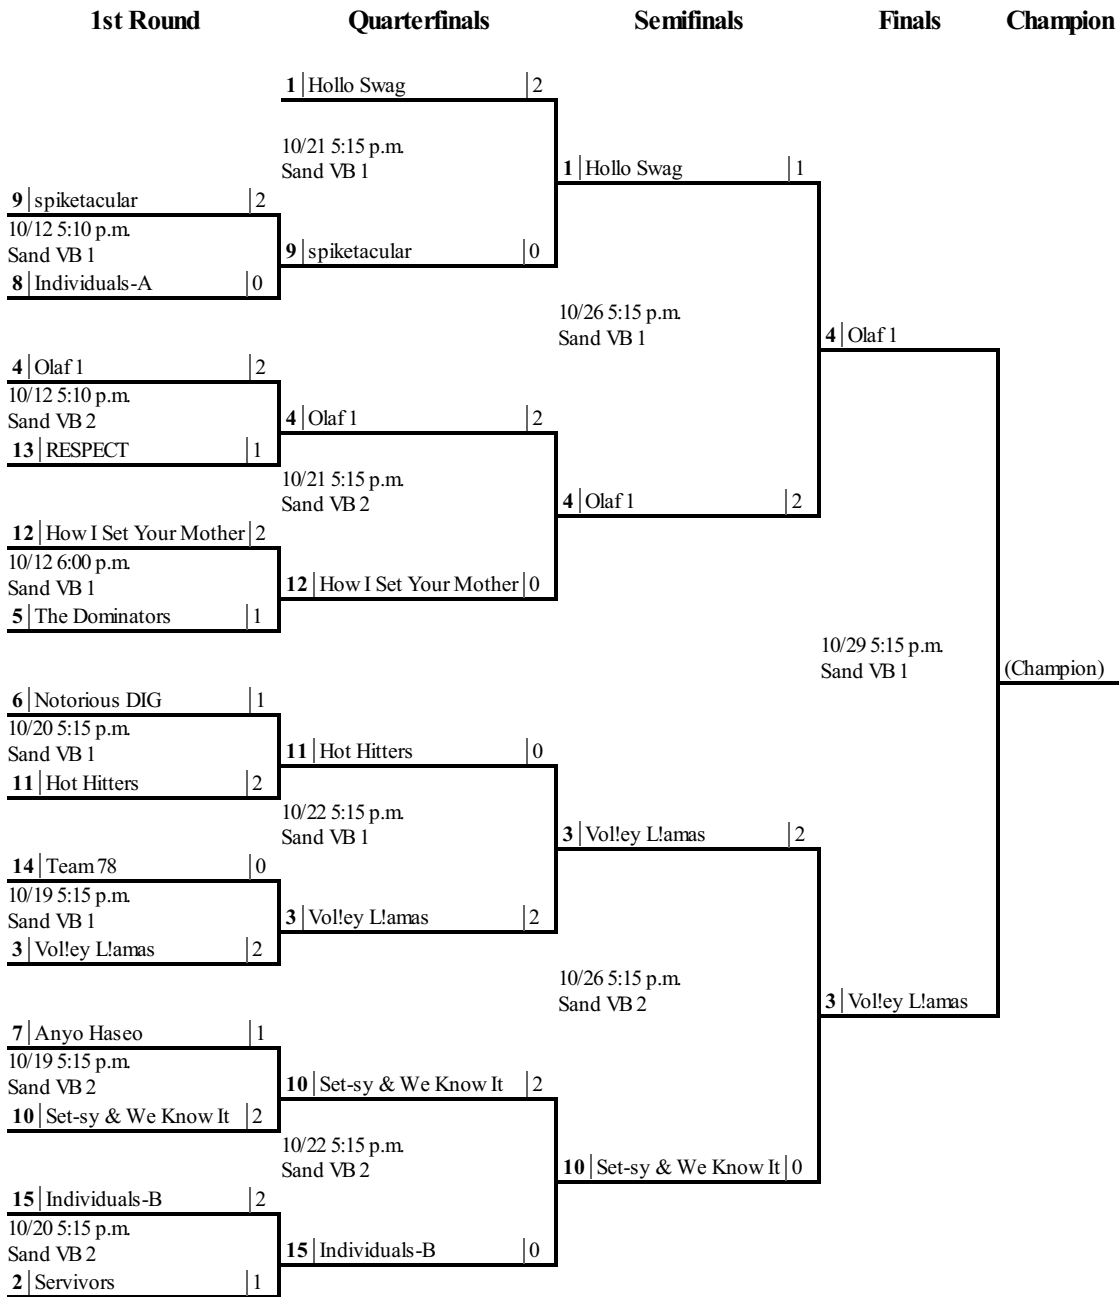 1st Round Quarterfinals Semifinals Finals Champion
1 Hollo Swag 2
10/21 5:15 p.m.
Sand VB 1
1 Hollo Swag 1
9 spiketacular 2
10/12 5:10 p.m.
Sand VB 1
9 spiketacular 0
8 Individuals-A 0
10/26 5:15 p.m.
Sand VB 1
4 Olaf 1
4 Olaf 1 2
10/12 5:10 p.m.
Sand VB 2
4 Olaf 1 2
13 RESPECT 1
10/21 5:15 p.m.
Sand VB 2
4 Olaf 1 2
12 How I Set Your Mother 2
10/12 6:00 p.m.
Sand VB 1
12 How I Set Your Mother 0
5 The Dominators 1
10/29 5:15 p.m.
Sand VB 1
(Champion)
6 Notorious DIG 1
10/20 5:15 p.m.
Sand VB 1
11 Hot Hitters 0
11 Hot Hitters 2
10/22 5:15 p.m.
Sand VB 1
3 Vol!ey L!amas 2
14 Team 78 0
10/19 5:15 p.m.
Sand VB 1
3 Vol!ey L!amas 2
3 Vol!ey L!amas 2
10/26 5:15 p.m.
Sand VB 2
3 Vol!ey L!amas
7 Anyo Haseo 1
10/19 5:15 p.m.
Sand VB 2
10 Set-sy & We Know It 2
10 Set-sy & We Know It 2
10/22 5:15 p.m.
Sand VB 2
10 Set-sy & We Know It 0
15 Individuals-B 2
10/20 5:15 p.m.
Sand VB 2
15 Individuals-B 0
2 Servivors 1